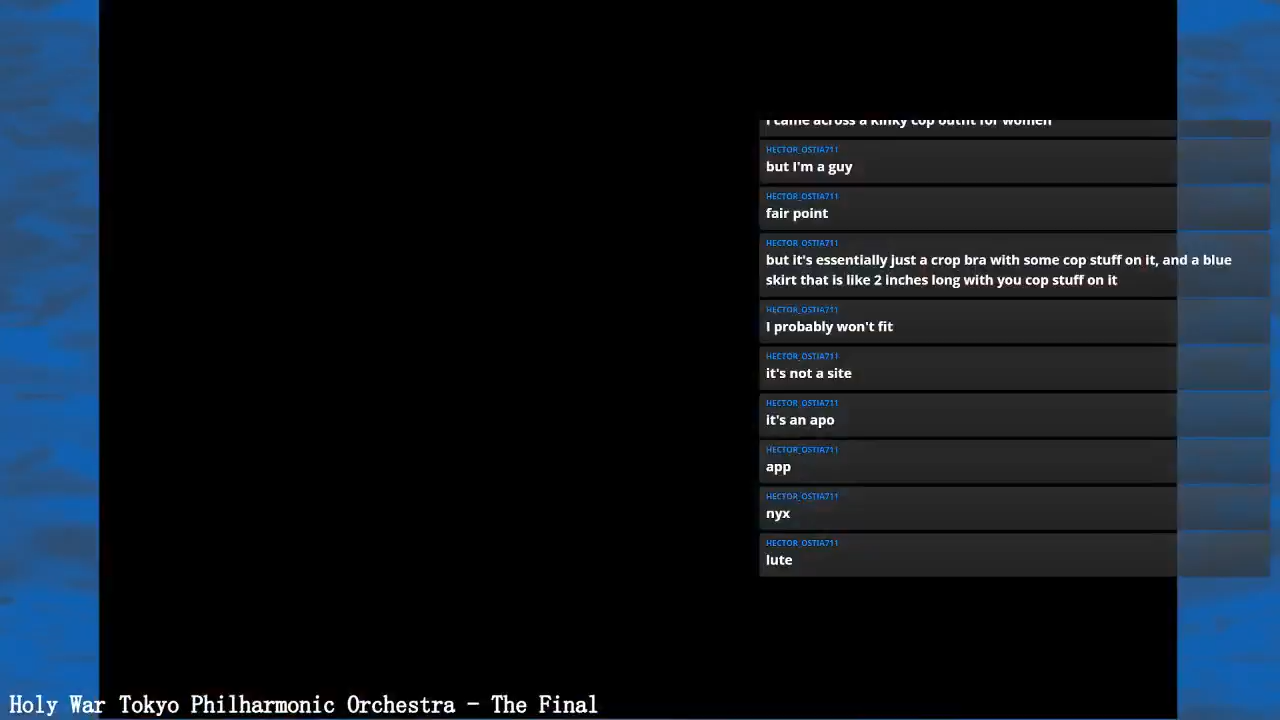 I came across a kinky cop outfit for women
HECTOR_OSTIA711
but I'm a guy
HECTOR_OSTIA711
fair point
HECTOR_OSTIA711
but it's essentially just a crop bra with some cop stuff on it, and a blue
skirt that is like 2 inches long with you cop stuff on it
HECTOR_OSTIA711
I probably won't fit
HECTOR_OSTIA711
it's not a site
HECTOR_OSTIA711
it's an apo
HECTOR_OSTIA711
app
HECTOR_OSTIA711
nyx
HECTOR_OSTIA711
lute
Holy War Tokyo Philharmonic Orchestra - The Final